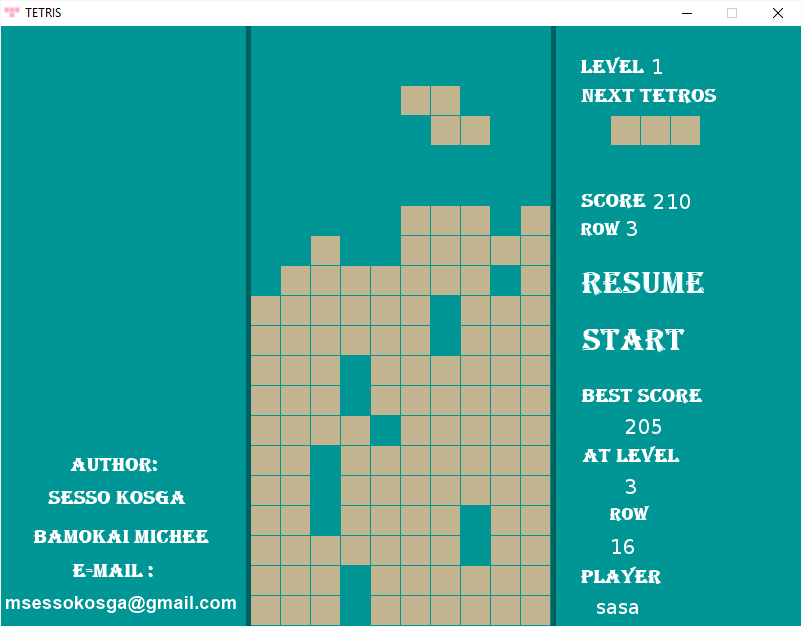 TETRIS
LEVEL 1
NEXT TETROS
SCORE 210
ROW 3
RESUME
START
BEST SCORE
205
AT LEVEL
3
ROW
16
PLAYER
sasa
AUTHOR:
SESSO KOSGA
BAMOKAI MICHEE
E-MAIL :
msessokosga@gmail.com